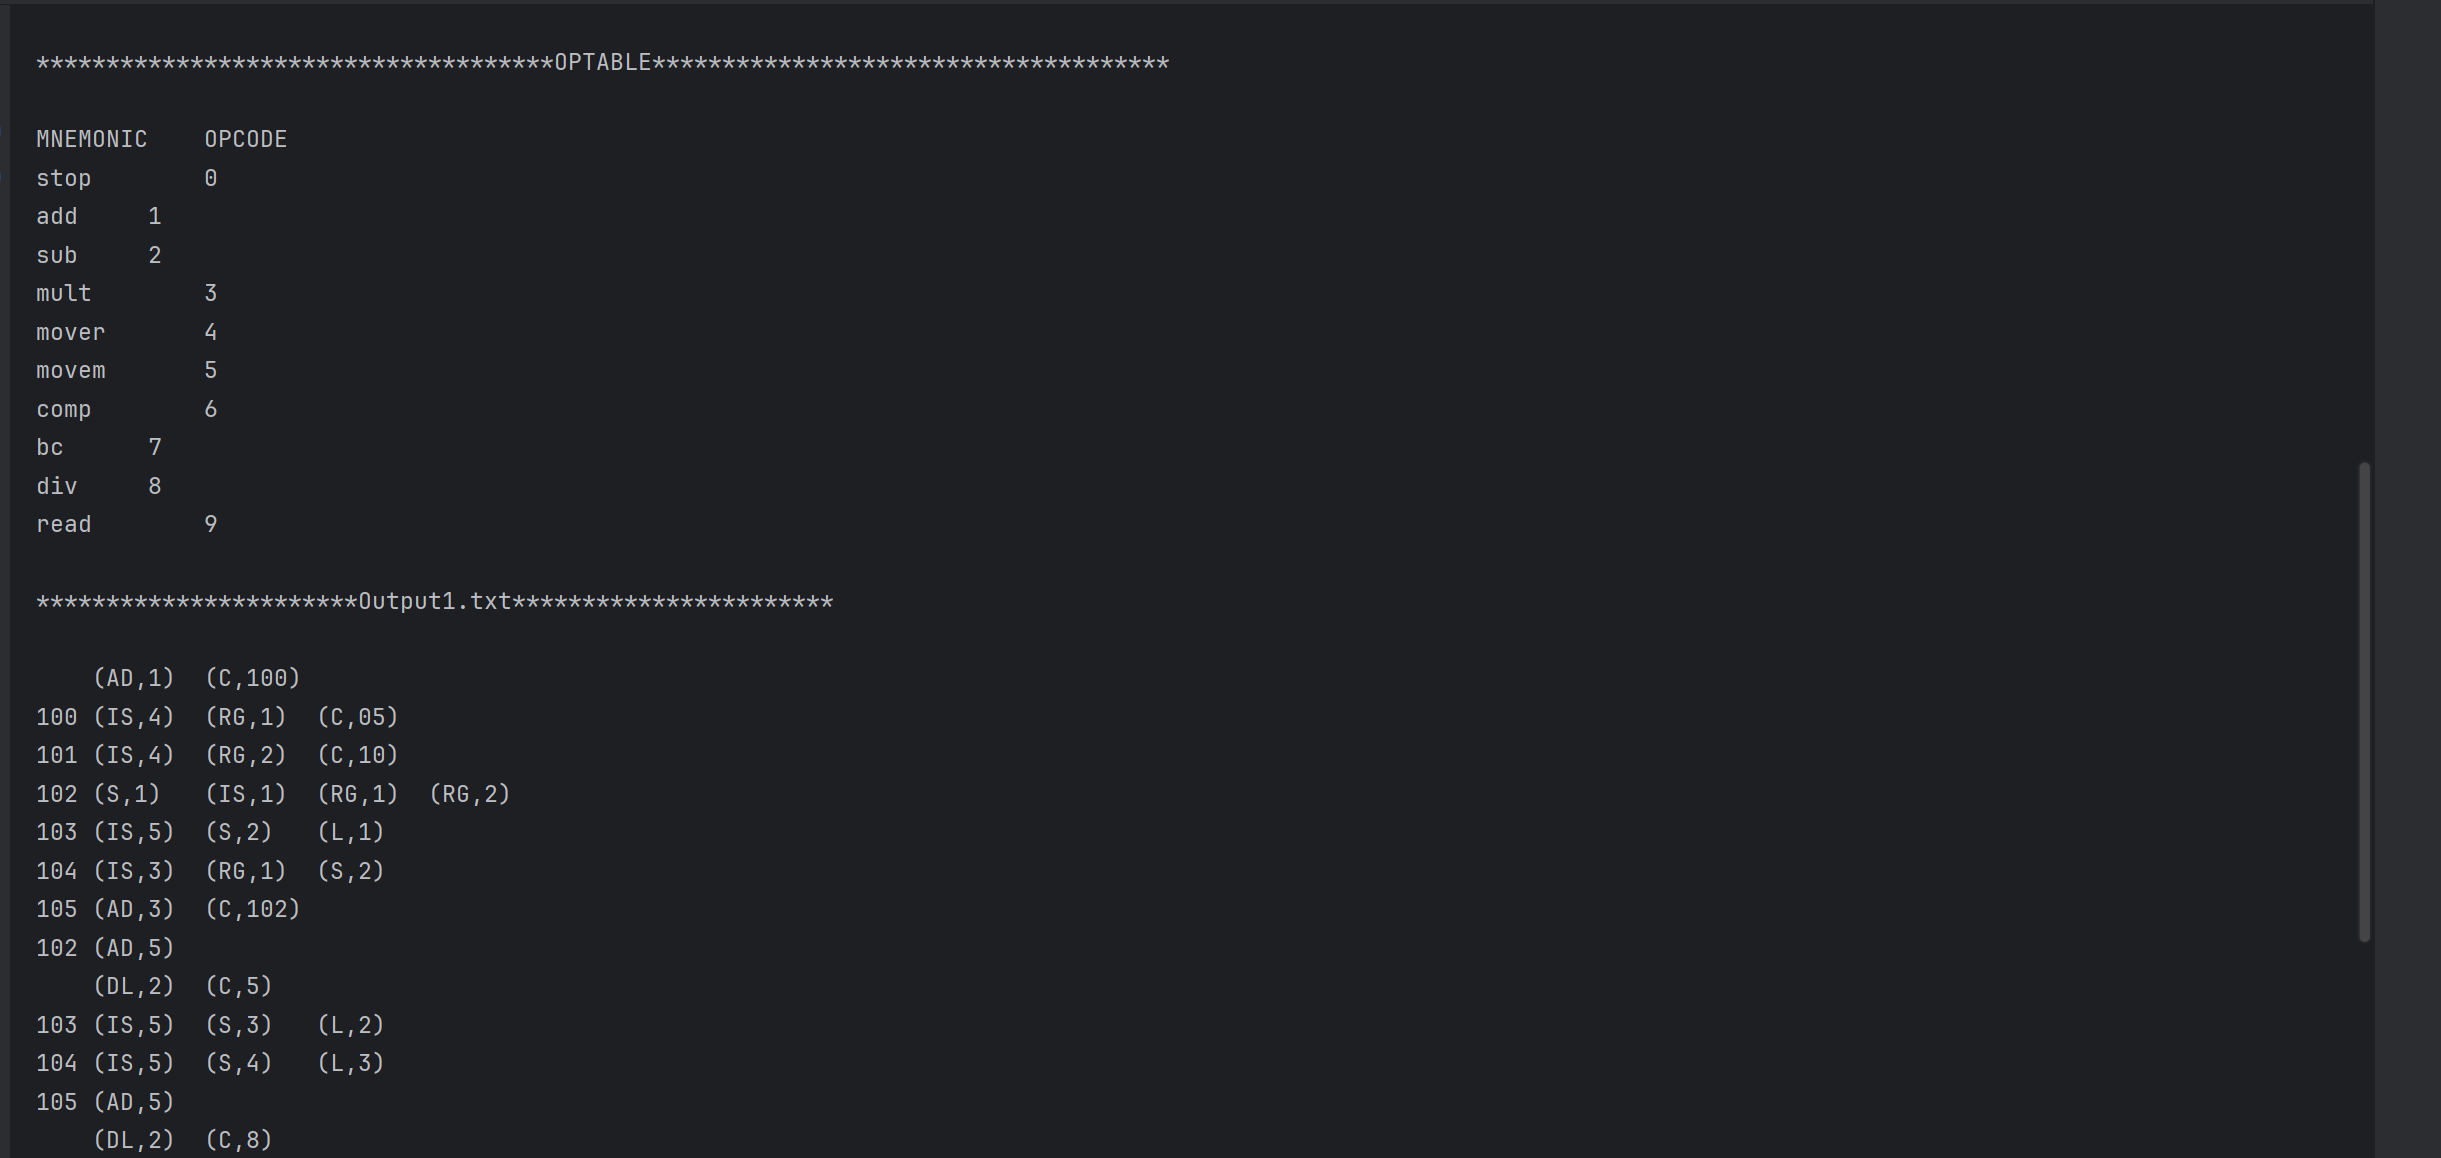 *************************************OPTABLE*************************************
MNEMONIC    OPCODE
stop        0
add     1
sub     2
mult        3
mover       4
movem       5
comp        6
bc      7
div     8
read        9
***********************Output1.txt***********************
    (AD,1)  (C,100)
100 (IS,4)  (RG,1)  (C,05)
101 (IS,4)  (RG,2)  (C,10)
102 (S,1)   (IS,1)  (RG,1)  (RG,2)
103 (IS,5)  (S,2)   (L,1)
104 (IS,3)  (RG,1)  (S,2)
105 (AD,3)  (C,102)
102 (AD,5)
    (DL,2)  (C,5)
103 (IS,5)  (S,3)   (L,2)
104 (IS,5)  (S,4)   (L,3)
105 (AD,5)
    (DL,2)  (C,8)